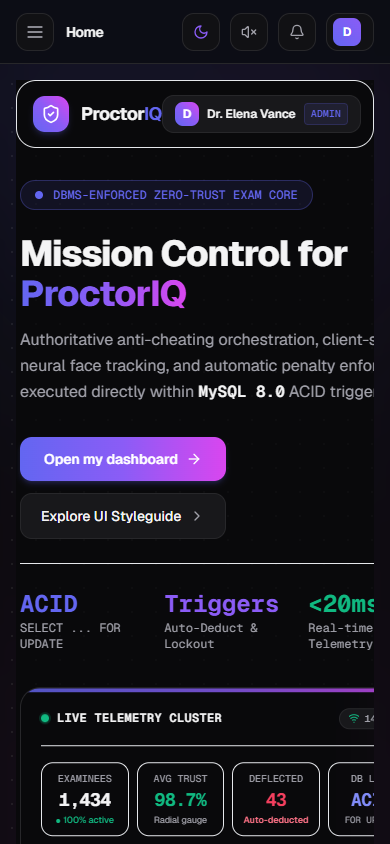 Home
D
ProctorIQ
D Dr. Elena Vance ADMIN
DBMS-ENFORCED ZERO-TRUST EXAM CORE
Mission Control for
ProctorIQ
Authoritative anti-cheating orchestration, client-s
neural face tracking, and automatic penalty enfor
executed directly within MySQL 8.0 ACID trigger
Open my dashboard
Explore UI Styleguide
ACID Triggers <20ms
SELECT ... FOR Auto-Deduct & Real-time
UPDATE Lockout Telemetry
LIVE TELEMETRY CLUSTER 14
EXAMINEES AVG TRUST DEFLECTED DB L
1,434 98.7% 43 AC
100% active Radial gauge Auto-deducted FOR UP